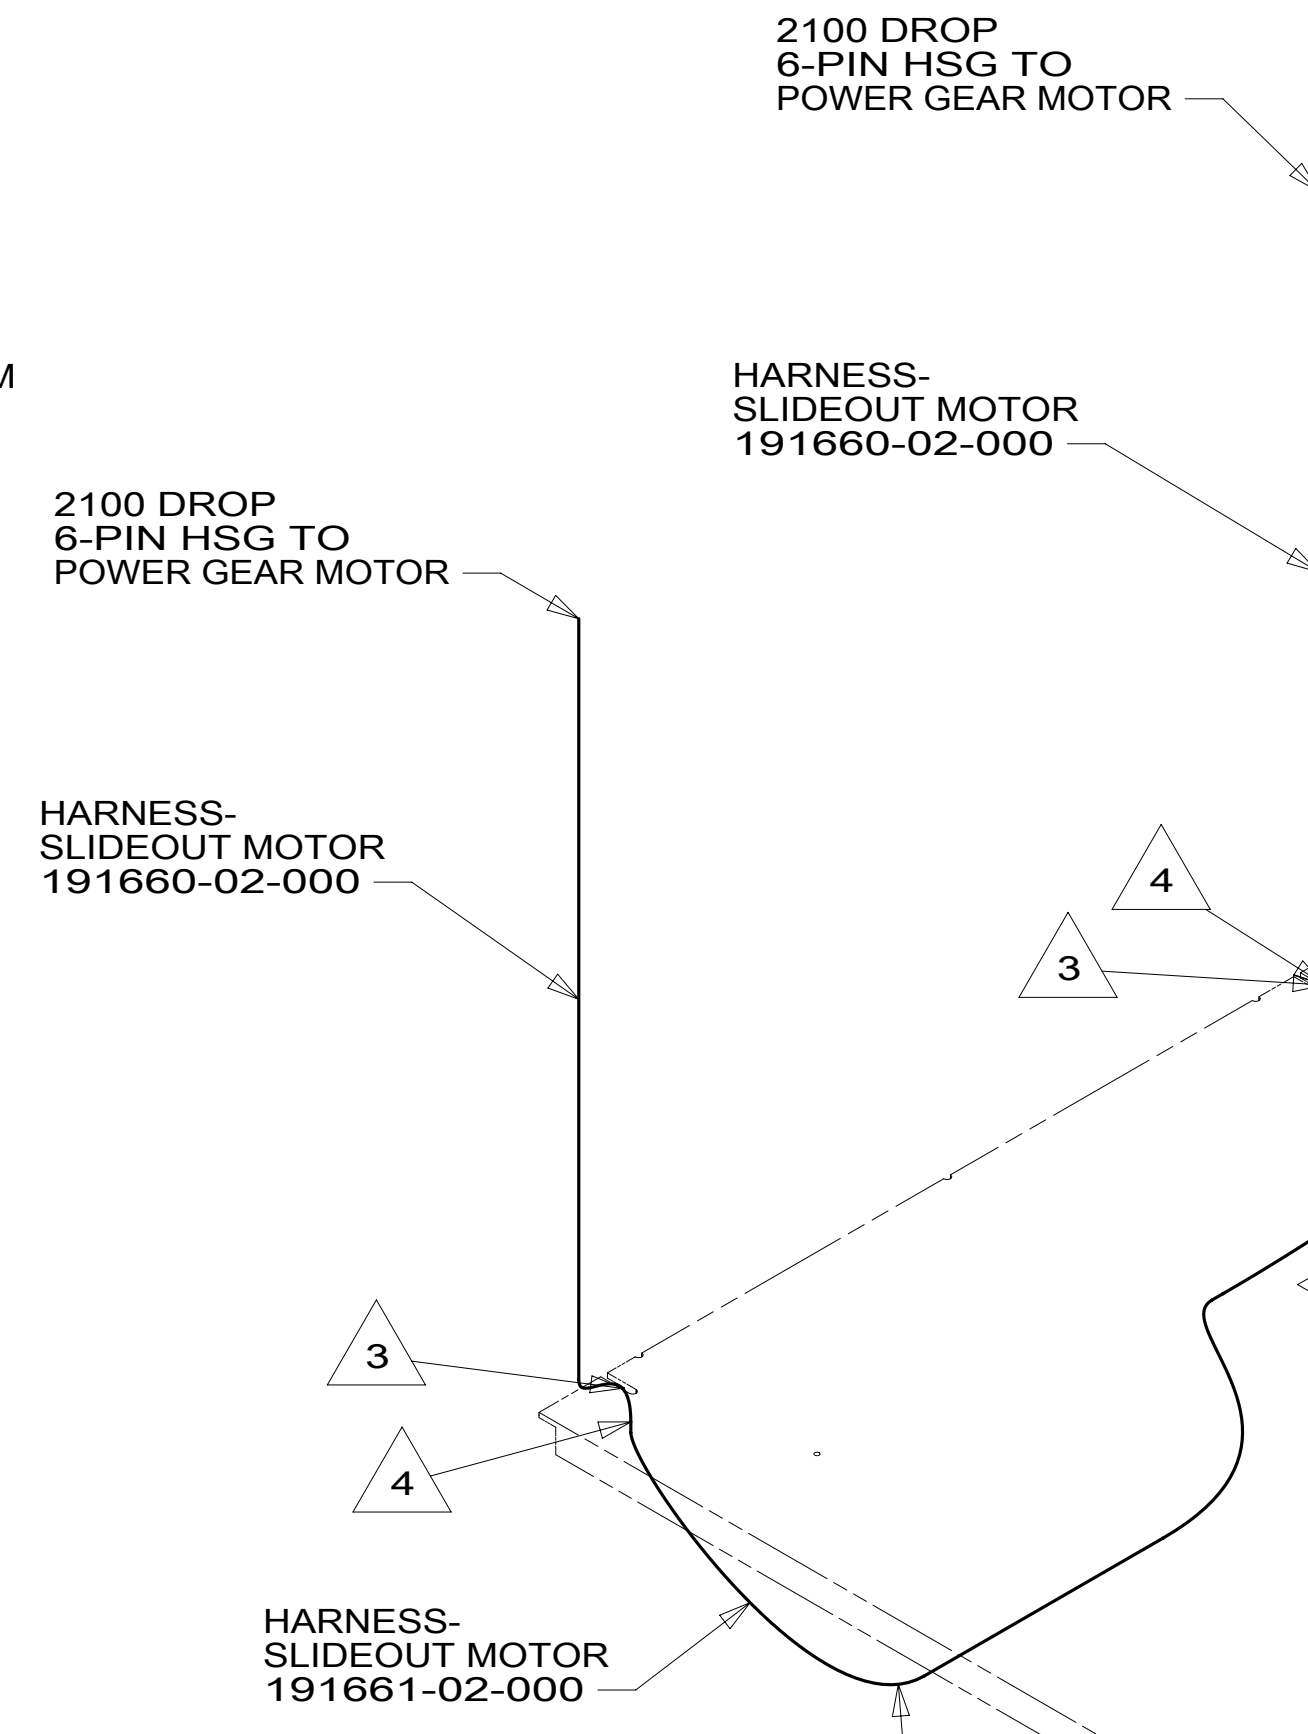 2100 DROP
6-PIN HSG TO
POWER GEAR MOTOR
M
HARNESS-
SLIDEOUT MOTOR
191660-02-000
2100 DROP
6-PIN HSG TO
POWER GEAR MOTOR
HARNESS-
SLIDEOUT MOTOR
191660-02-000
4
3
3
4
HARNESS-
SLIDEOUT MOTOR
191661-02-000